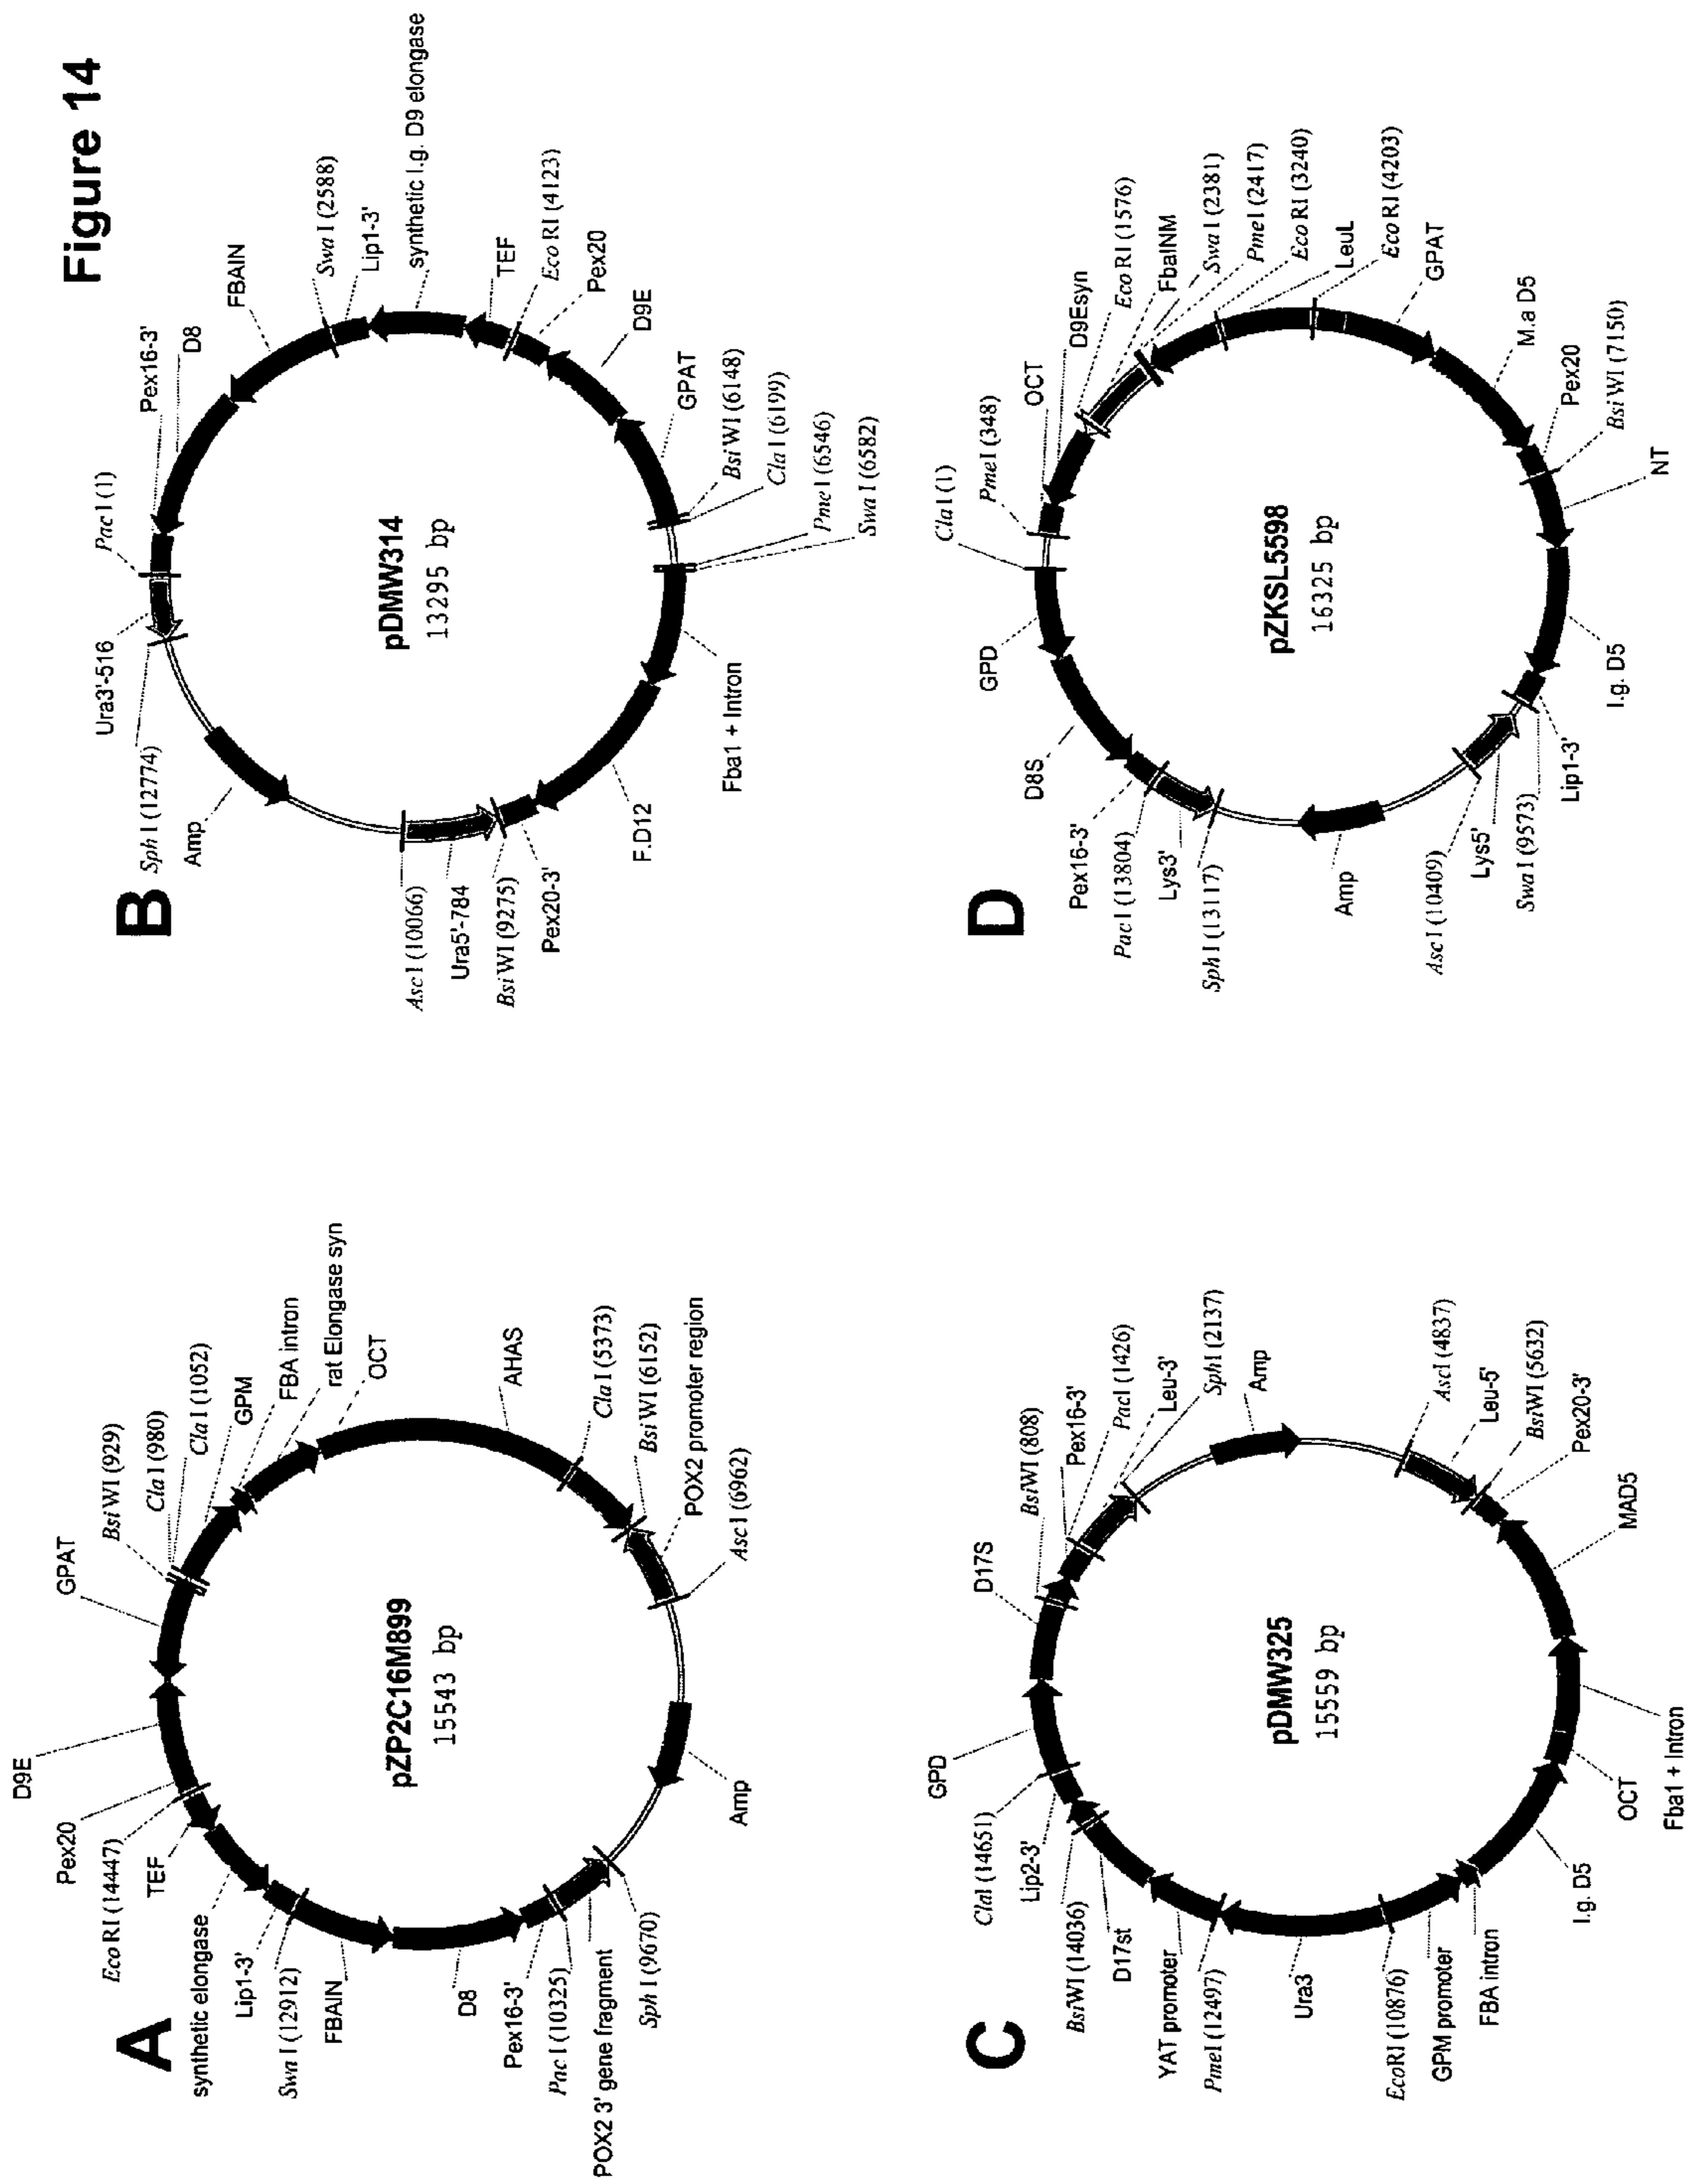 Figure 14
A
D9E
Pex20
EcoRI (14447)
TEF
synthetic elongase
Lip1-3'
SwaI (12912)
FBAIN
D8
Pex16-3'
PacI (10325)
POX2 3' gene fragment
SphI (9670)
Amp
GPAT
BsiWI (929)
ClaI (980)
ClaI (1052)
GPM
FBA intron
rat Elongase syn
OCT
AHAS
ClaI (5373)
BsiWI (6152)
POX2 promoter region
AscI (6962)
pZP2C16M899
15543 bp
B
PacI (1)
Pex16-3'
D8
FBAIN
SwaI (2588)
Lip1-3'
synthetic I.g. D9 elongase
TEF
EcoRI (4123)
Pex20
D9E
GPAT
BsiWI (6148)
ClaI (6199)
PmeI (6546)
SwaI (6582)
Fba1 + Intron
F.D12
Pex20-3'
BsiWI (9275)
Ura5'-784
AscI (10066)
Amp
SphI (12774)
Ura3'-516
pDMW314
13295 bp
C
GPD
ClaI (14651)
Lip2-3'
BsiWI (14036)
D17st
YAT promoter
PmeI (12497)
Ura3
EcoRI (10876)
GPM promoter
FBA intron
I.g. D5
OCT
Fba1 + Intron
MAD5
Pex20-3'
BsiWI (5632)
Leu-5'
AscI (4837)
Amp
SphI (2137)
Leu-3'
PacI (1426)
Pex16-3'
BsiWI (808)
D17S
pDMW325
15559 bp
D
ClaI (1)
PmeI (348)
OCT
D9Esyn
EcoRI (1576)
FbaINM
SwaI (2381)
PmeI (2417)
EcoRI (3240)
LeuL
EcoRI (4203)
GPAT
M.a D5
Pex20
BsiWI (7150)
NT
I.g. D5
Lip1-3'
SwaI (9573)
Lys5'
AscI (10409)
Amp
SphI (13117)
Lys3'
PacI (13804)
Pex16-3'
D8S
GPD
pZKSL5598
16325 bp